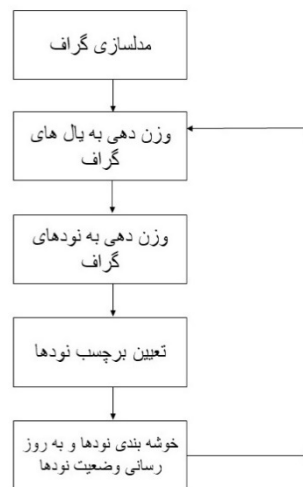 مدلسازی گراف
وزن دهی به یال های
گراف
وزن دهی به نودهای
گراف
تعیین برچسب نودها
خوشه بندی نودها و به روز
رسانی وضعیت نودها